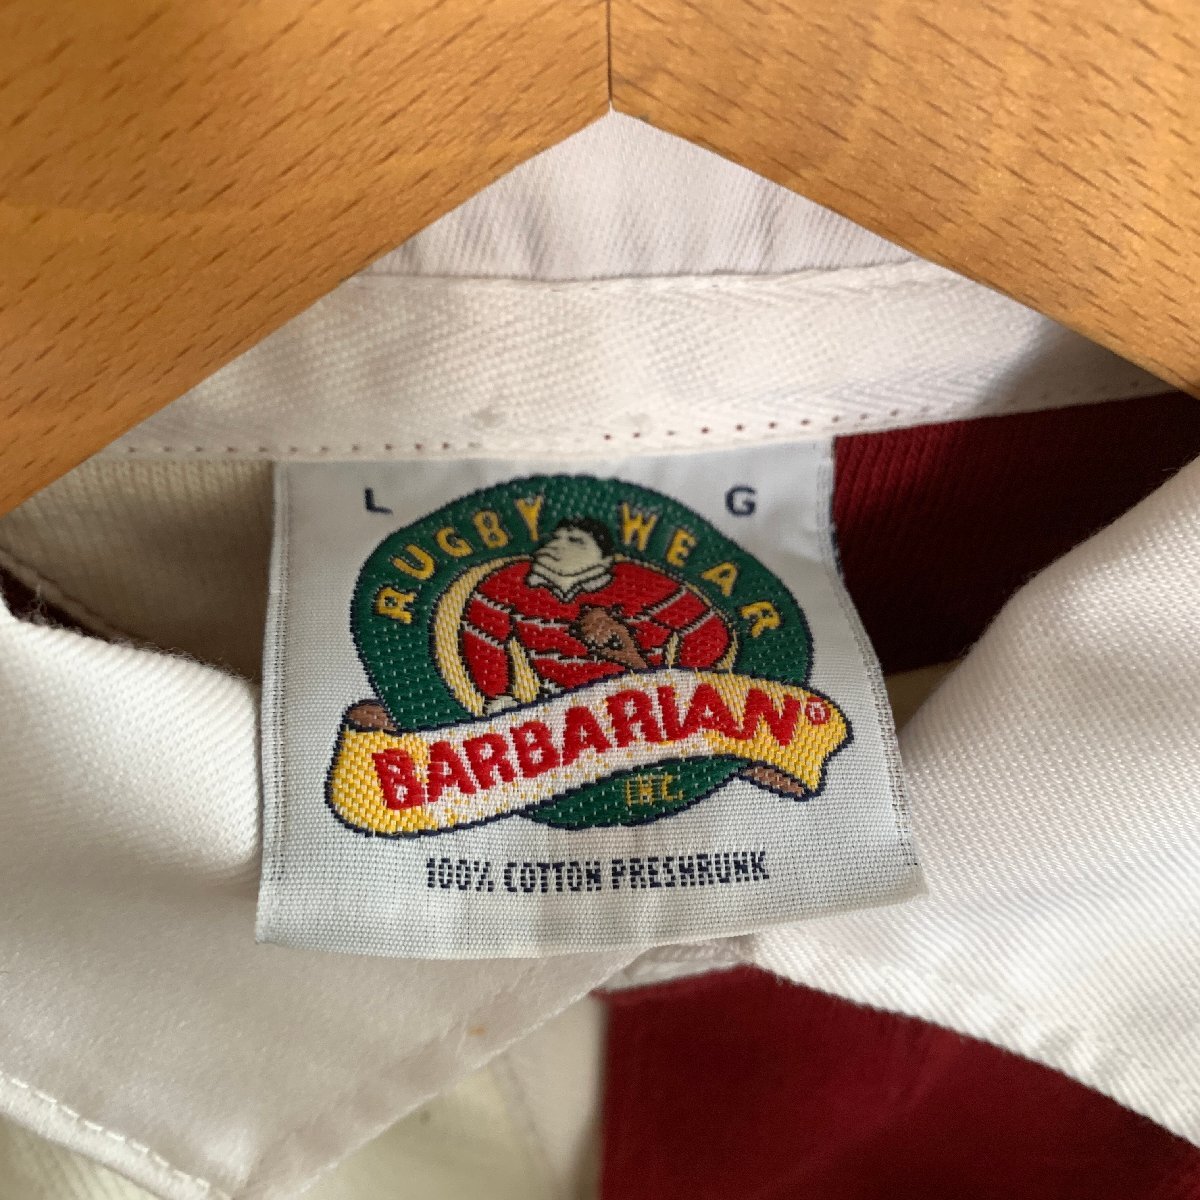 L G
RUGBY WEAR
BARBARIAN®
INC.
100% COTTON PRESHRUNK